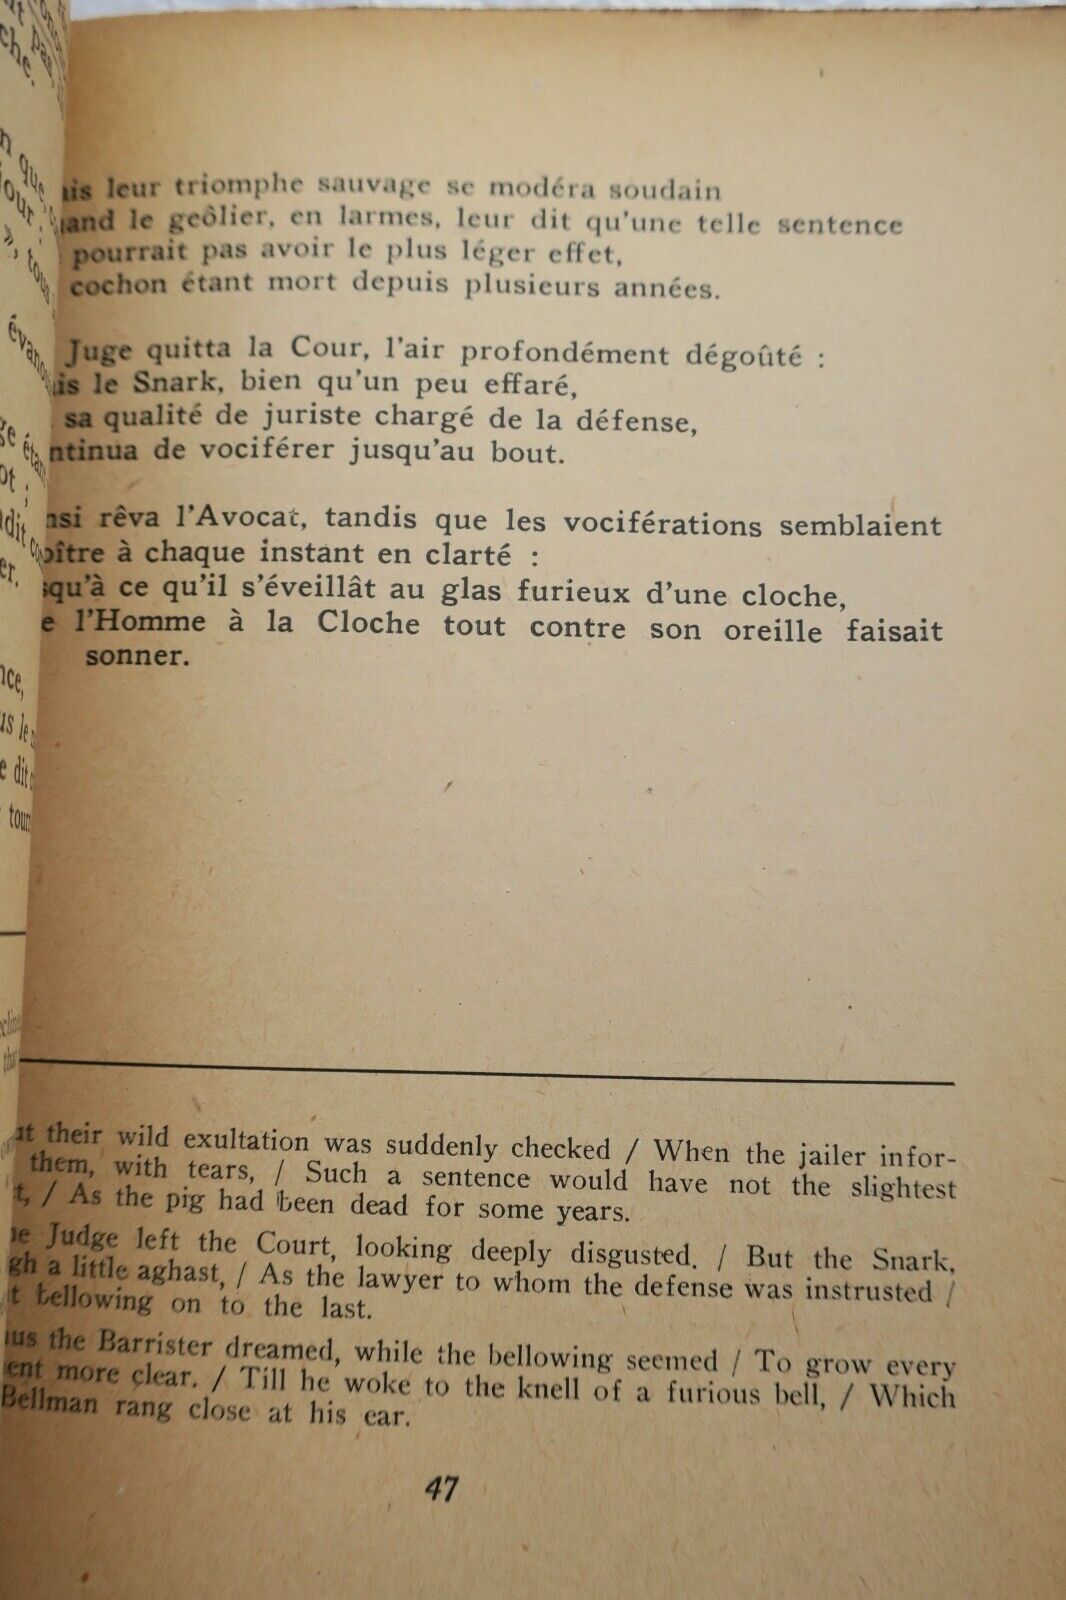 leur triomphe sauvage se modéra soudain
le geôlier, en larmes, leur dit qu'une telle sentence
pourrait pas avoir le plus léger effet,
cochon étant mort depuis plusieurs années.
Juge quitta la Cour, l'air profondément dégoûté :
le Snark, bien qu'un peu effaré,
sa qualité de juriste chargé de la défense,
ntinua de vociférer jusqu'au bout.
rêva l'Avocat, tandis que les vociférations semblaient
à chaque instant en clarté :
squ'à ce qu'il s'éveillât au glas furieux d'une cloche,
e l'Homme à la Cloche tout contre son oreille faisait
sonner.
their wild exultation was suddenly checked / When the jailer infor-
them, with tears, / Such a sentence would have not the slightest
t, / As the pig had been dead for some years.
Judge left the Court, looking deeply disgusted. / But the Snark,
gh a little aghast, / As the lawyer to whom the defense was instrusted /
t bellowing on to the last.
us the Barrister dreamed, while the bellowing seemed / To grow every
ent more clear. / Till he woke to the knell of a furious bell, / Which
Bellman rang close at his ear.
47